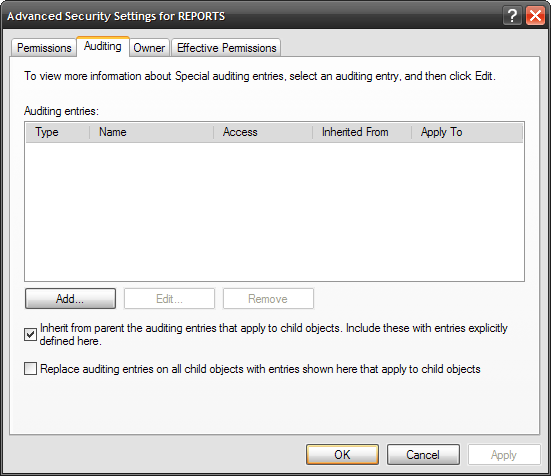 Advanced Security Settings for REPORTS
Permissions Auditing Owner Effective Permissions
To view more information about Special auditing entries, select an auditing entry, and then click Edit.
Auditing entries:
Type Name Access Inherited From Apply To
Add... Edit... Remove
Inherit from parent the auditing entries that apply to child objects. Include these with entries explicitly
defined here.
Replace auditing entries on all child objects with entries shown here that apply to child objects
OK Cancel Apply